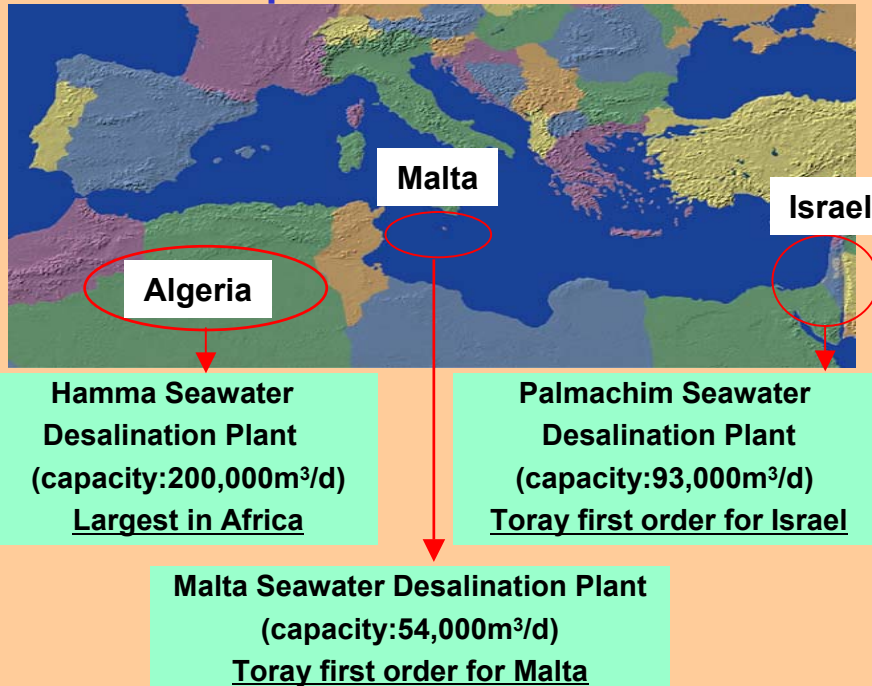 Malta
Israel
Algeria
Hamma Seawater
Desalination Plant
(capacity:200,000m³/d)
Largest in Africa
Palmachim Seawater
Desalination Plant
(capacity:93,000m³/d)
Toray first order for Israel
Malta Seawater Desalination Plant
(capacity:54,000m³/d)
Toray first order for Malta